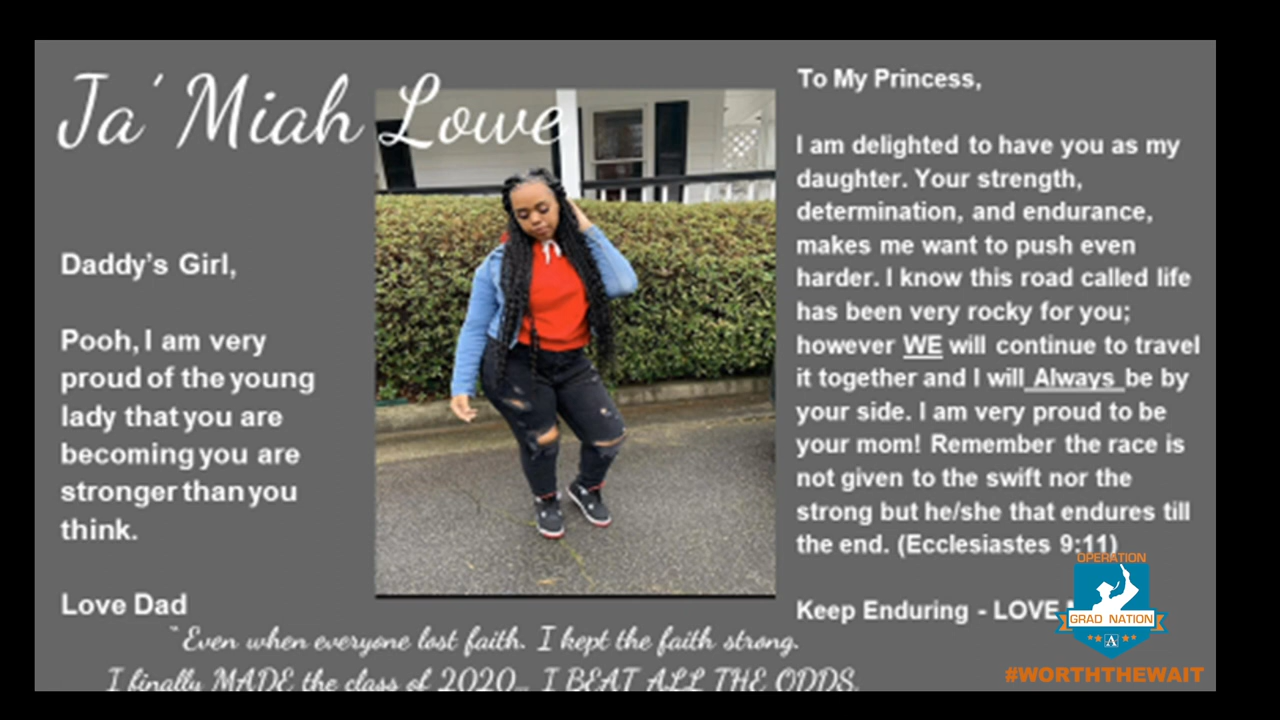 Ja' Miah Lowe
Daddy's Girl,
Pooh, I am very
proud of the young
lady that you are
becoming you are
stronger than you
think.
Love Dad
To My Princess,
I am delighted to have you as my
daughter. Your strength,
determination, and endurance,
makes me want to push even
harder. I know this road called life
has been very rocky for you;
however WE will continue to travel
it together and I will Always be by
your side. I am very proud to be
your mom! Remember the race is
not given to the swift nor the
strong but he/she that endures till
the end. (Ecclesiastes 9:11)
Keep Enduring - LOVE
"Even when everyone lost faith. I kept the faith strong.
I finally MADE the class of 2020... I BEAT ALL THE ODDS.
OPERATION
GRAD NATION
A
#WORTHTHEWAIT